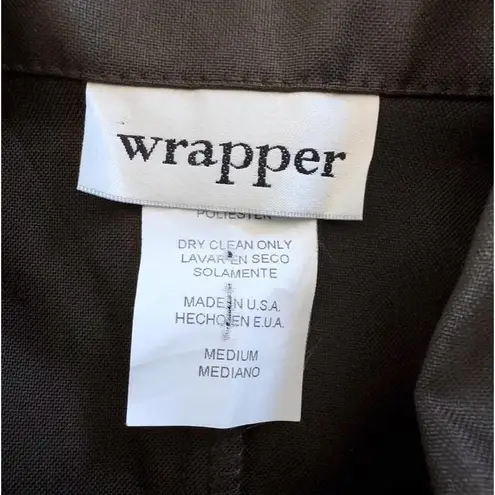 wrapper
POLIESTER
DRY CLEAN ONLY
LAVAR EN SECO
SOLAMENTE
MADE IN U.S.A.
HECHO EN E.U.A.
MEDIUM
MEDIANO